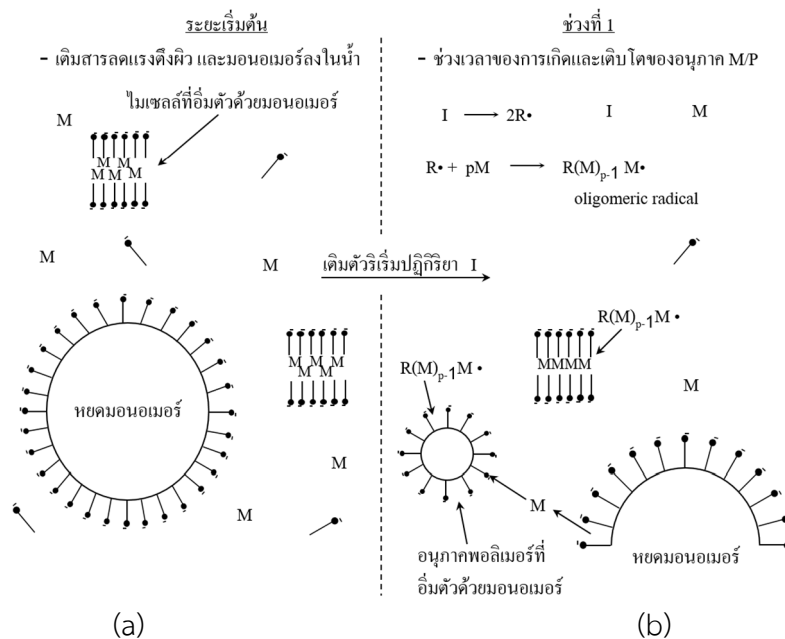 ระยะเริ่มต้น
- เติมสารลดแรงตึงผิว และมอนอเมอร์ลงในน้ำ
ไมเซลล์ที่อิ่มตัวด้วยมอนอเมอร์
M
M M
M M M
M
M
M M M
M M
หยดมอนอเมอร์
M
M
(a)
เติมตัวริเริ่มปฏิกิริยา I
ช่วงที่ 1
- ช่วงเวลาของการเกิดและเติบโตของอนุภาค M/P
I → 2R• I M
R• + pM → R(M)p-1 M•
oligomeric radical
R(M)p-1M •
MMMM
R(M)p-1M •
M
M
อนุภาคพอลิเมอร์ที่
อิ่มตัวด้วยมอนอเมอร์
หยดมอนอเมอร์
(b)